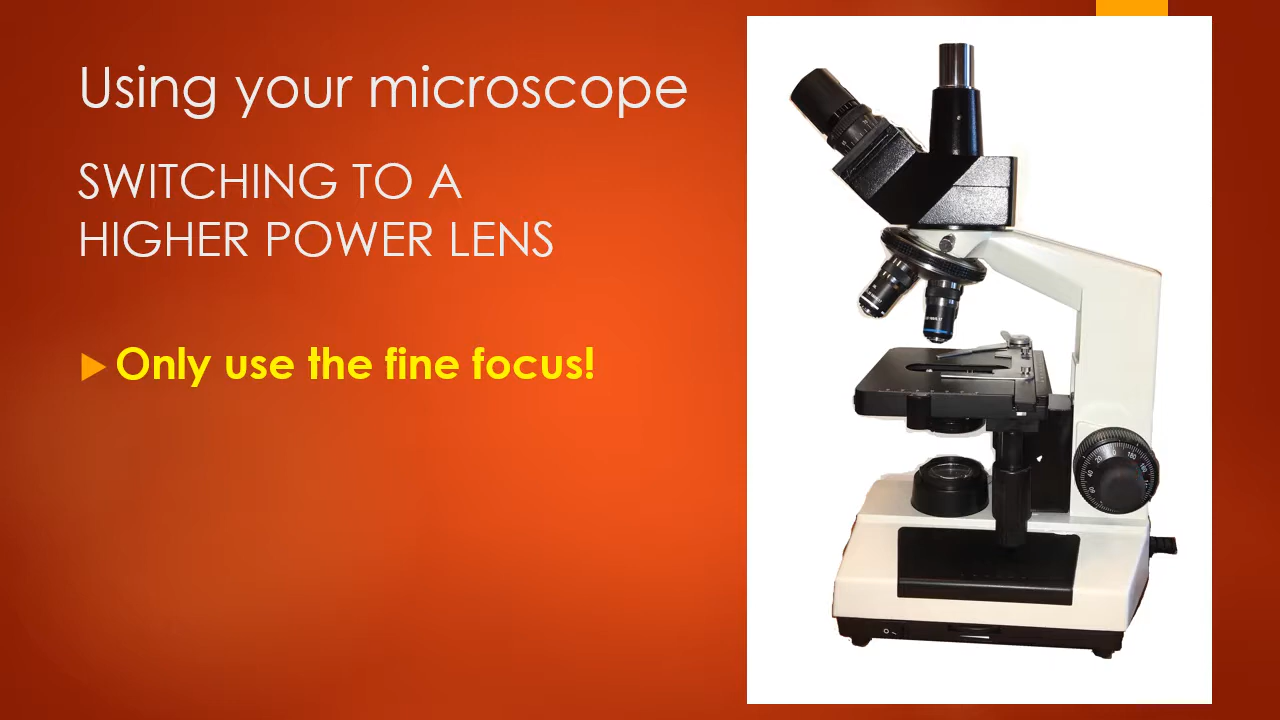 Using your microscope
SWITCHING TO A
HIGHER POWER LENS
Only use the fine focus!